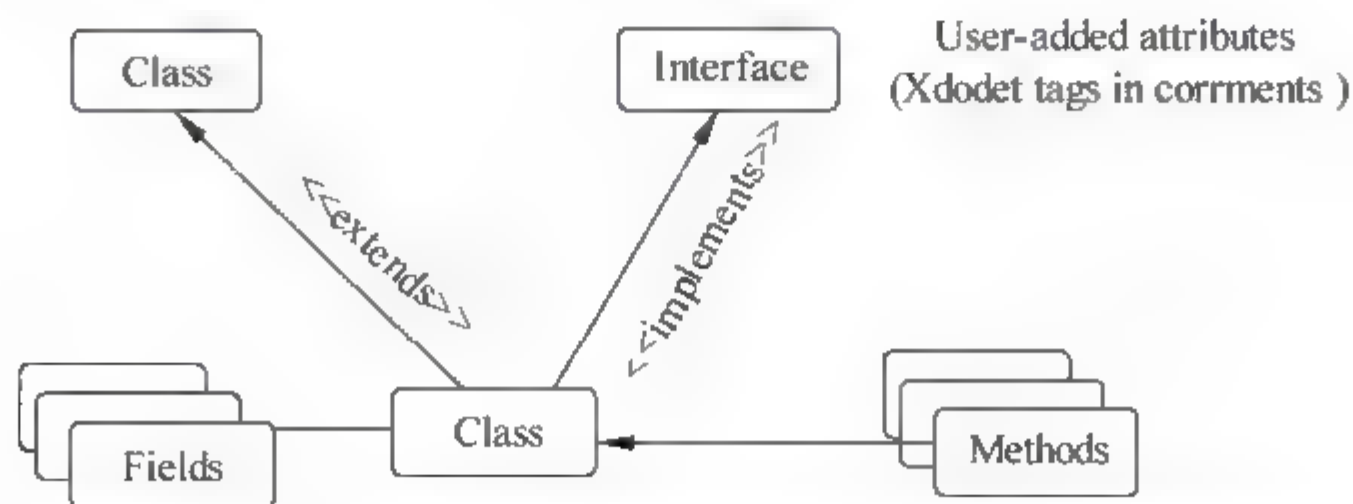 Class
Interface
User-added attributes
(Xdodet tags in corrments )
<<extends>>
<<implements>>
Fields
Class
Methods